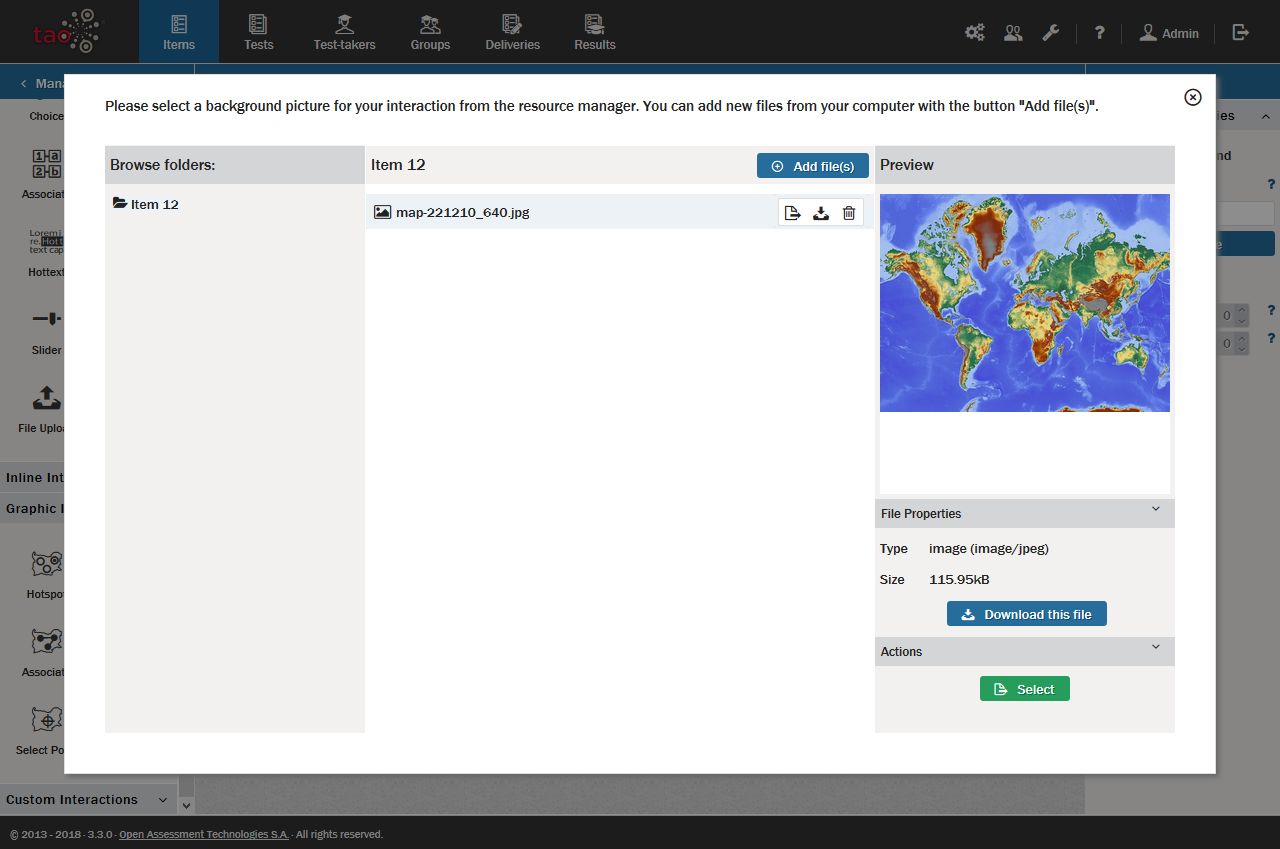 tao
Items
Tests
Test-takers
Groups
Deliveries
Results
?
Admin
< Mana
Choice
Please select a background picture for your interaction from the resource manager. You can add new files from your computer with the button "Add file(s)".
Browse folders:
Item 12
Item 12
Add file(s)
map-221210_640.jpg
Preview
File Properties
Type image (image/jpeg)
Size 115.95kB
Download this file
Actions
Select
1-a
2-b
Associat
Lorem i
re. Hot t
text cap
Hottext
Slider
File Uploa
Inline Int
Graphic I
Hotspo
Associat
Select Po
Custom Interactions
ies
nd
?
e
0 ?
0 ?
© 2013 - 2018 · 3.3.0 · Open Assessment Technologies S.A. · All rights reserved.